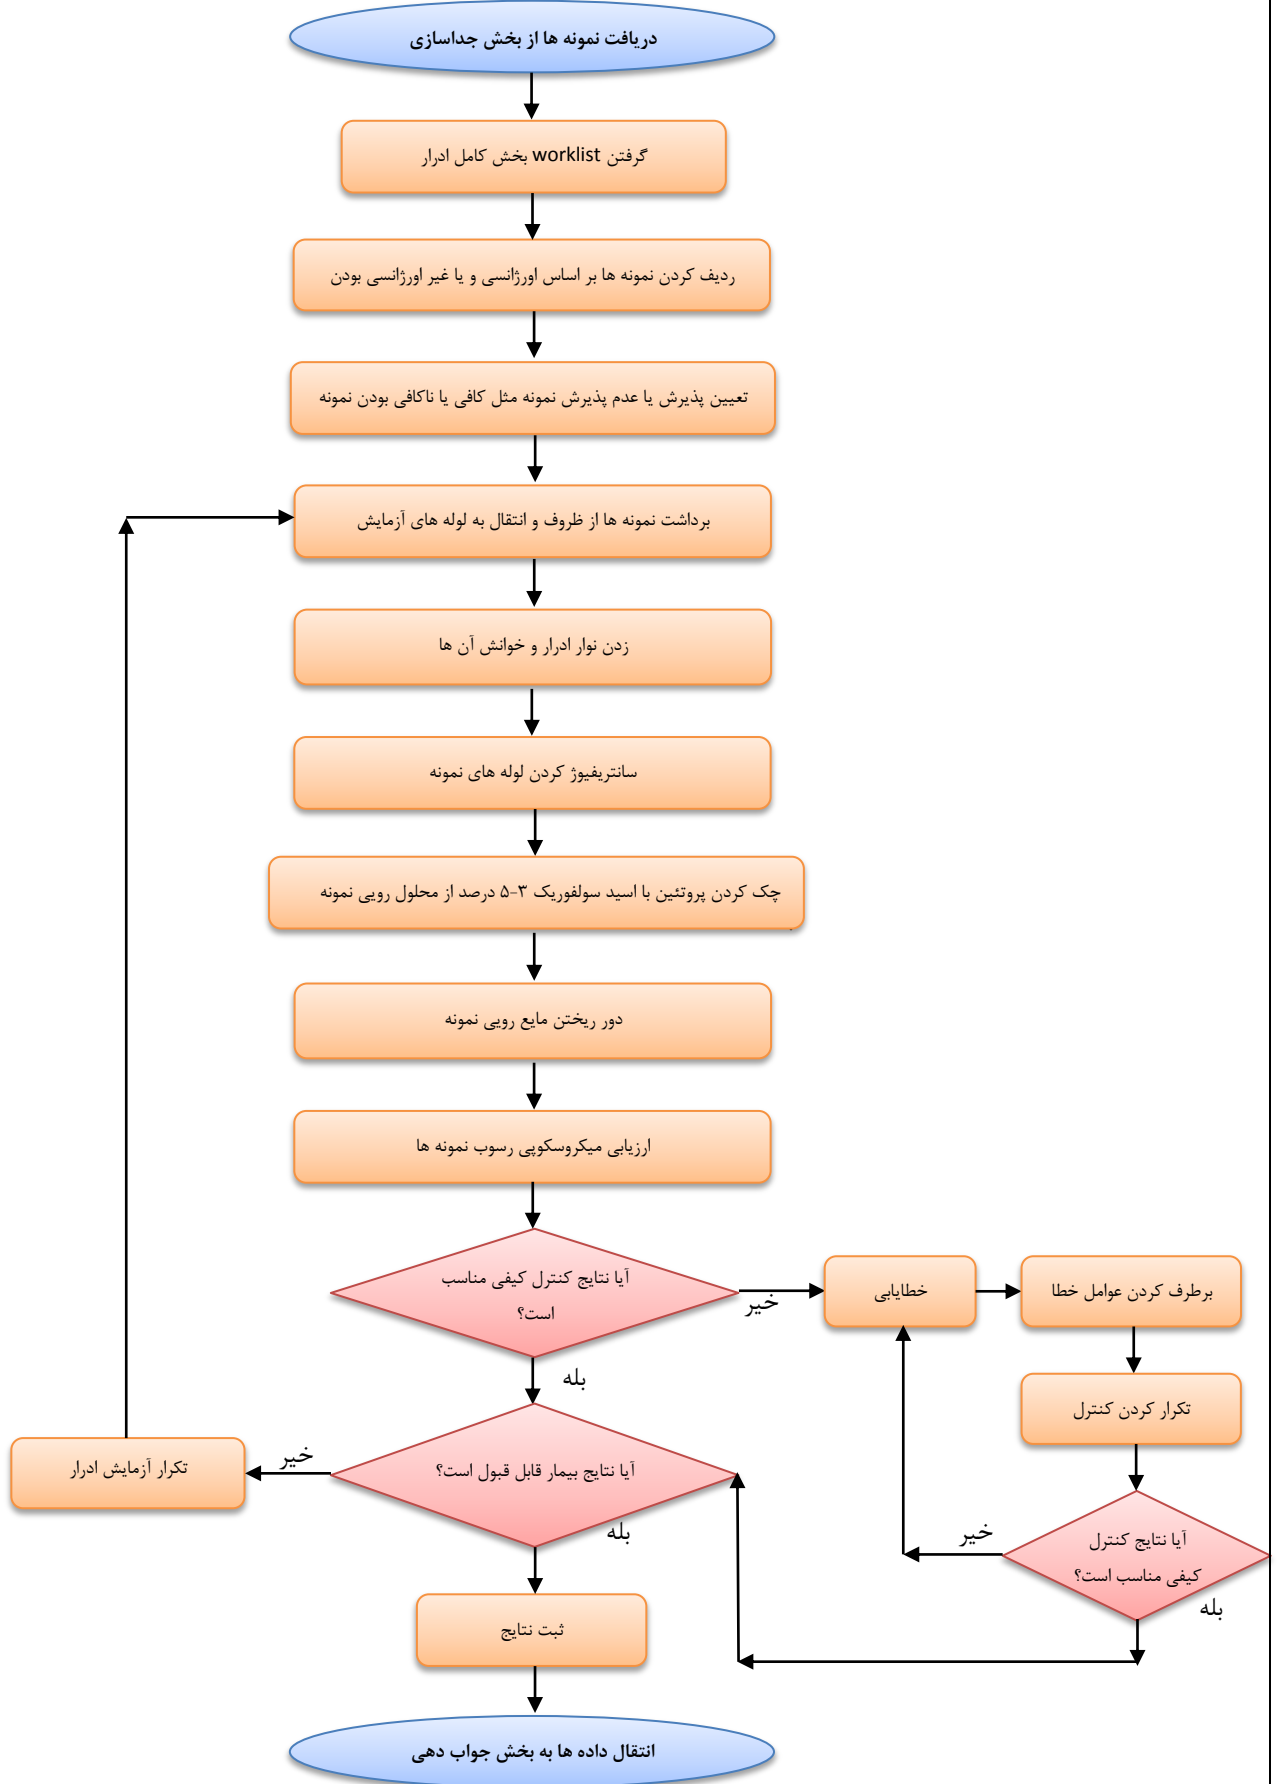 دریافت نمونه ها از بخش جداسازی
گرفتن worklist بخش کامل ادرار
ردیف کردن نمونه ها بر اساس اورژانسی و یا غیر اورژانسی بودن
تعیین پذیرش یا عدم پذیرش نمونه مثل کافی یا ناکافی بودن نمونه
برداشت نمونه ها از ظروف و انتقال به لوله های آزمایش
زدن نوار ادرار و خوانش آن ها
سانتریفیوژ کردن لوله های نمونه
چک کردن پروتئین با اسید سولفوریک ۳-۵ درصد از محلول رویی نمونه
دور ریختن مایع رویی نمونه
ارزیابی میکروسکوپی رسوب نمونه ها
آیا نتایج کنترل کیفی مناسب
است؟
خیر
خطایابی
برطرف کردن عوامل خطا
تکرار کردن کنترل
آیا نتایج کنترل
کیفی مناسب است؟
خیر
بله
بله
آیا نتایج بیمار قابل قبول است؟
خیر
تکرار آزمایش ادرار
بله
ثبت نتایج
انتقال داده ها به بخش جواب دهی